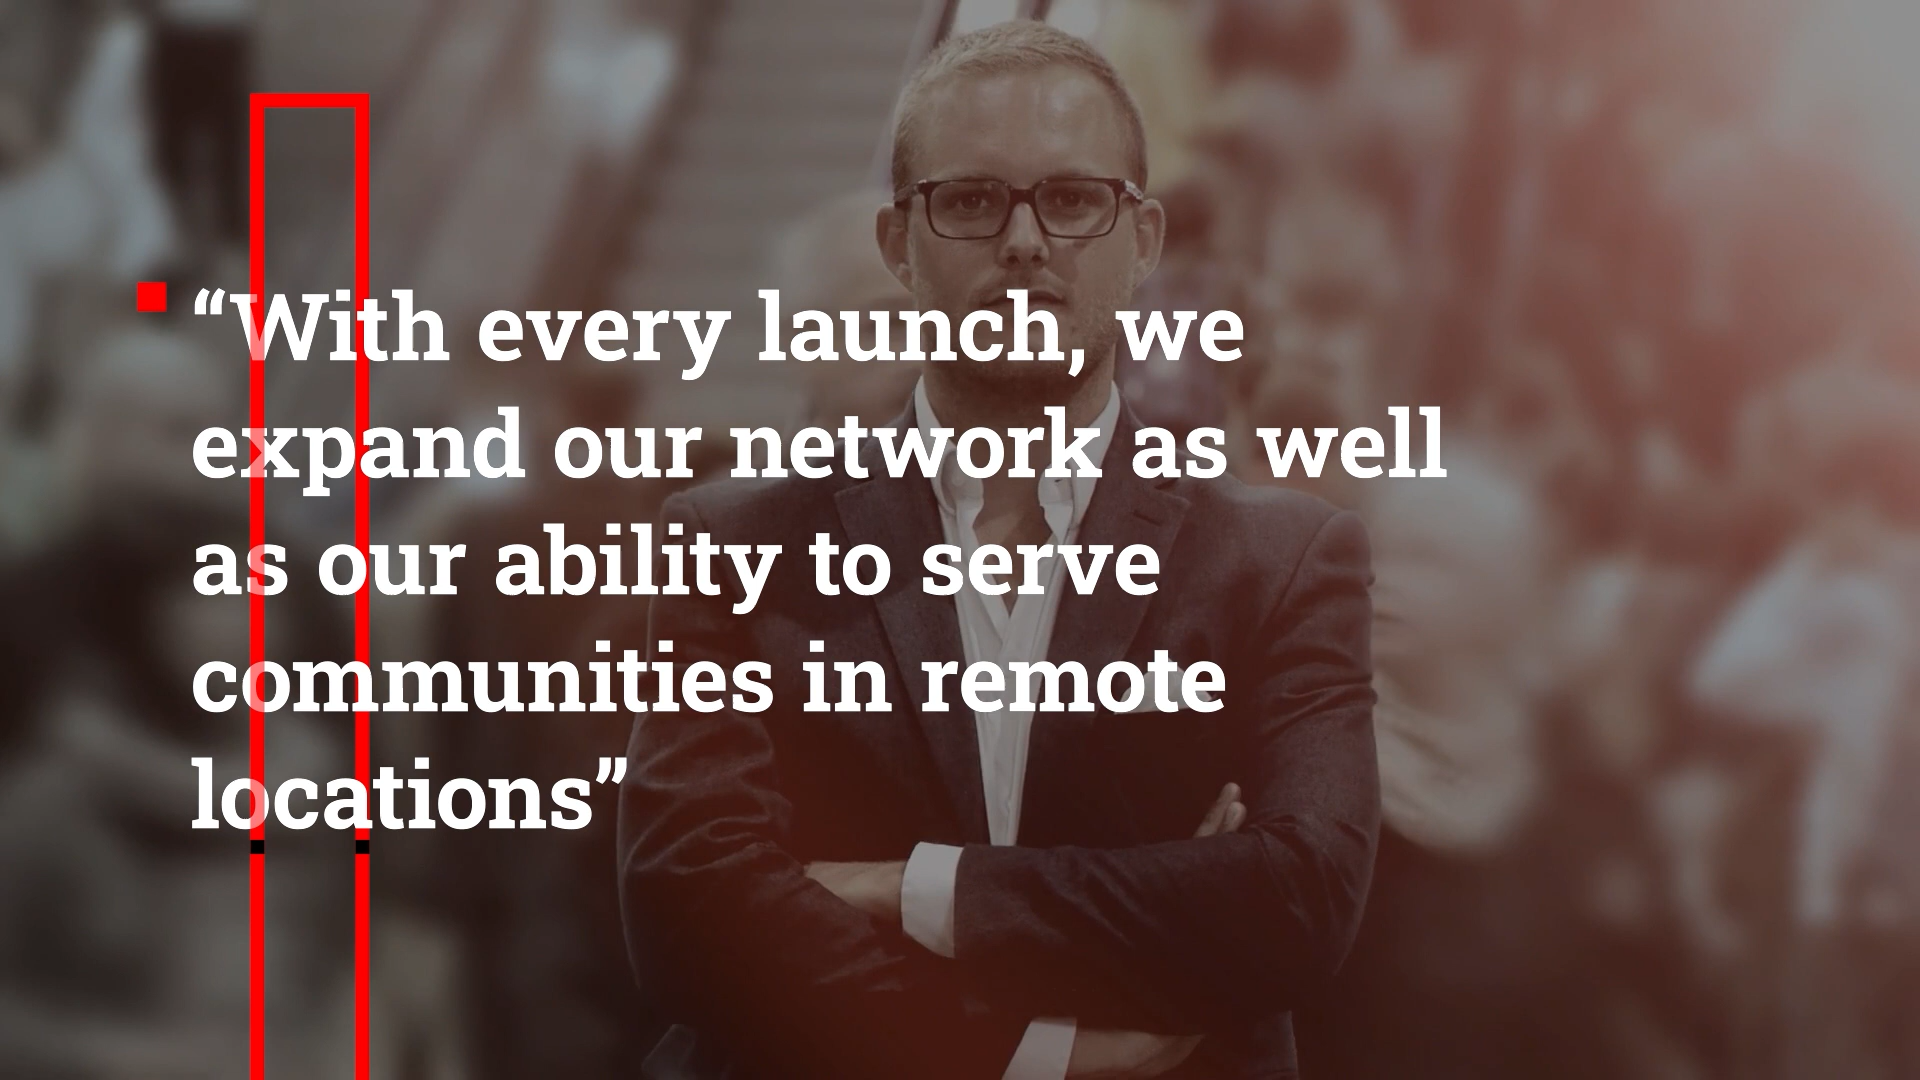 “With every launch, we
expand our network as well
as our ability to serve
communities in remote
locations”